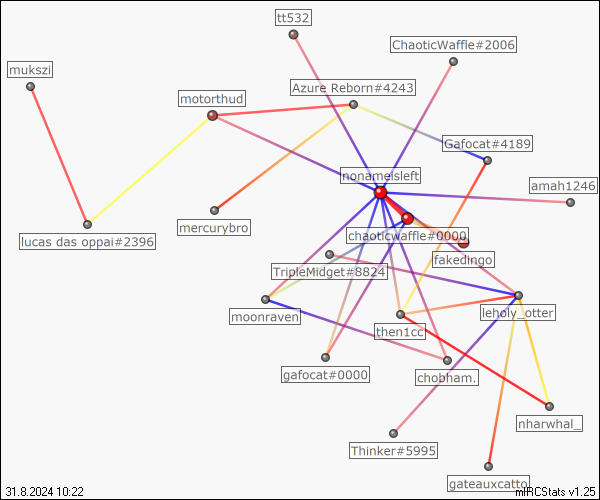 tt532
ChaoticWaffle#2006
mukszi
Azure Reborn#4243
motorthud
Gafocat#4189
nonameisleft
amah1246
mercurybro
chaoticwaffle#0000
lucas das oppai#2396
fakedngo
TripleMidget#8824
leholy_otter
moonraven
then1cc
gafocat#0000
chobham.
nharwhal_
Thinker#5995
gateauxcatto
31.8.2024 10:22
mIRCStats v1.25